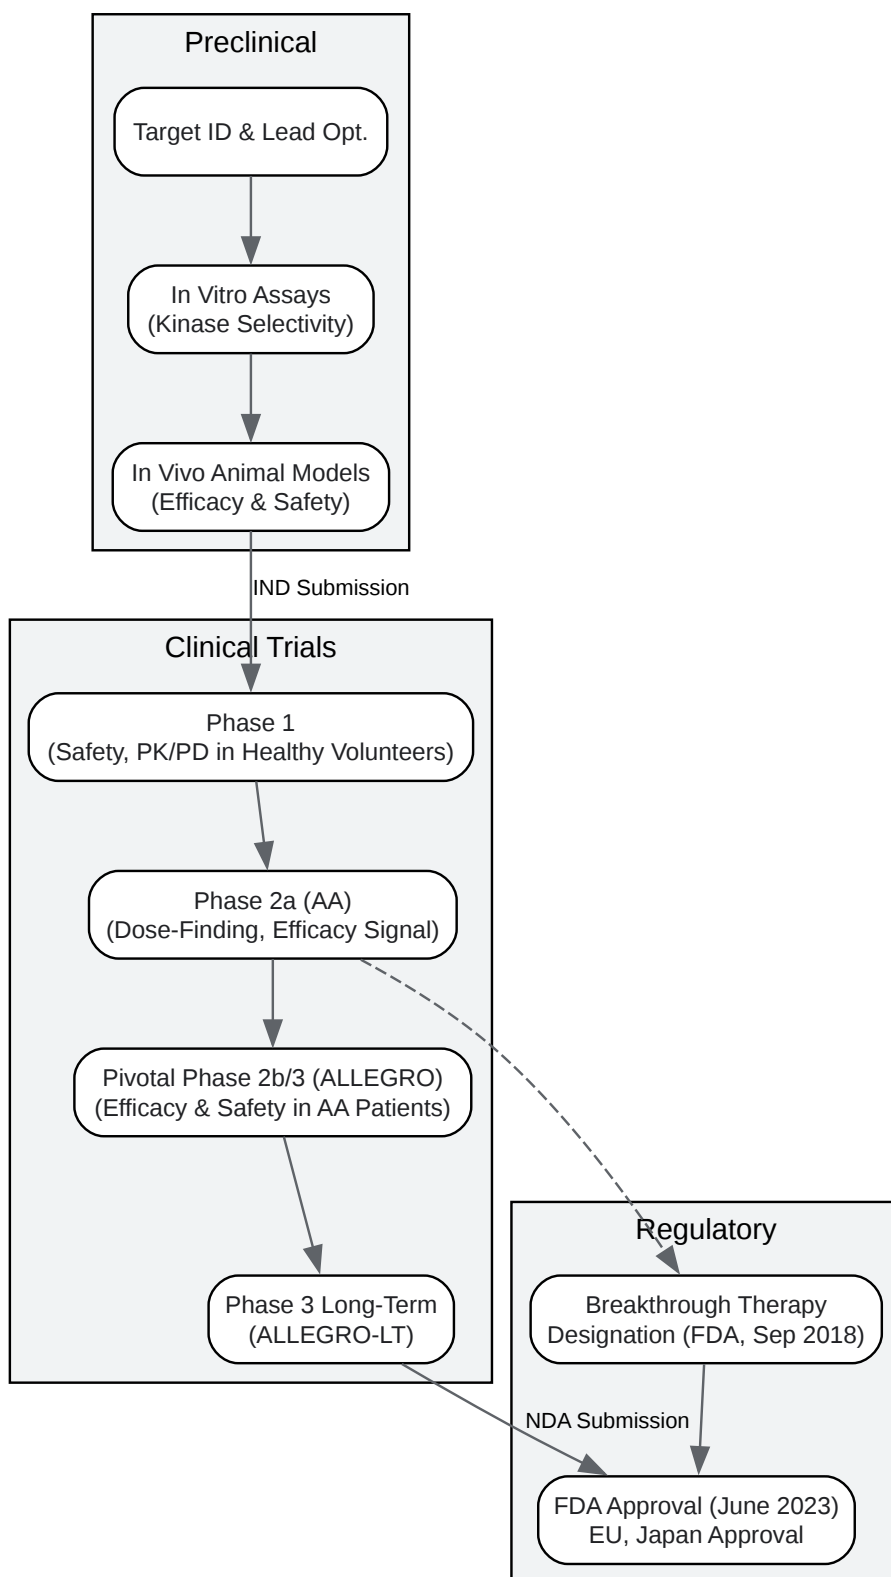 Preclinical
Target ID & Lead Opt.
In Vitro Assays
(Kinase Selectivity)
In Vivo Animal Models
(Efficacy & Safety)
IND Submission
Clinical Trials
Phase 1
(Safety, PK/PD in Healthy Volunteers)
Phase 2a (AA)
(Dose-Finding, Efficacy Signal)
Pivotal Phase 2b/3 (ALLEGRO)
(Efficacy & Safety in AA Patients)
Phase 3 Long-Term
(ALLEGRO-LT)
Regulatory
Breakthrough Therapy
Designation (FDA, Sep 2018)
NDA Submission
FDA Approval (June 2023)
EU, Japan Approval